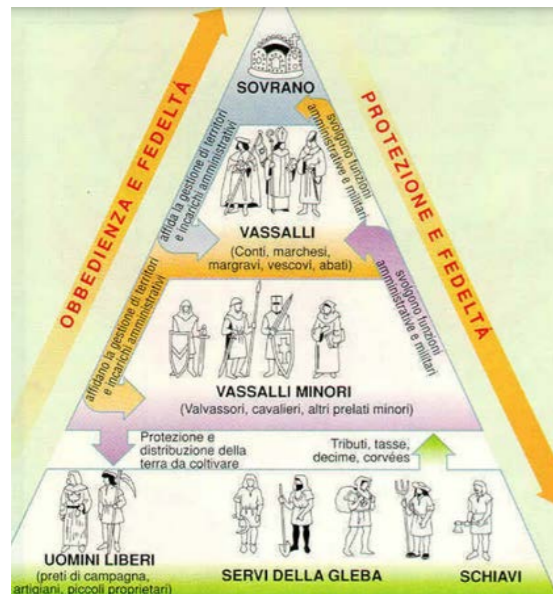 SOVRANO
OBBEDIENZA E FEDELTÀ
PROTEZIONE E FEDELTÀ
affida la gestione di territori
e incarichi amministrativi
svolgono funzioni
amministrative e militari
VASSALLI
(Conti, marchesi,
margravi, vescovi, abati)
affidano la gestione di territori
e incarichi amministrativi
svolgono funzioni
amministrative e militari
VASSALLI MINORI
(Valvassori, cavalieri, altri prelati minori)
Protezione e
distribuzione della
terra da coltivare
Tributi, tasse,
decime, corvées
UOMINI LIBERI
(preti di campagna,
artigiani, piccoli proprietari)
SERVI DELLA GLEBA
SCHIAVI